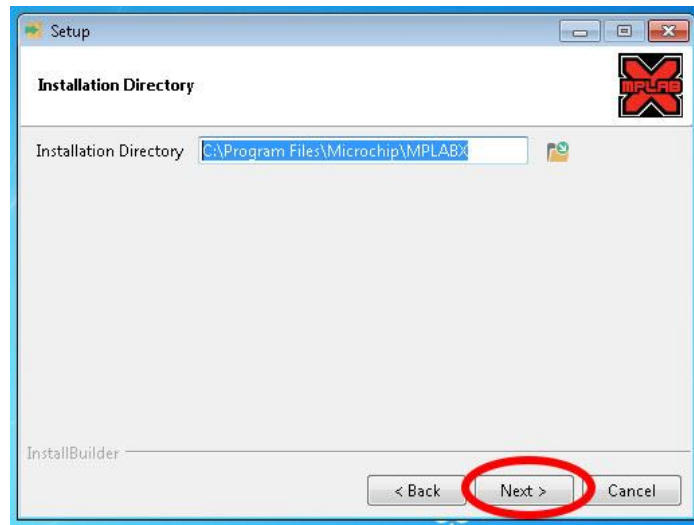 Setup
Installation Directory
MPLAB
Installation Directory C:\Program Files\Microchip\MPLABX
InstallBuilder
< Back Next > Cancel